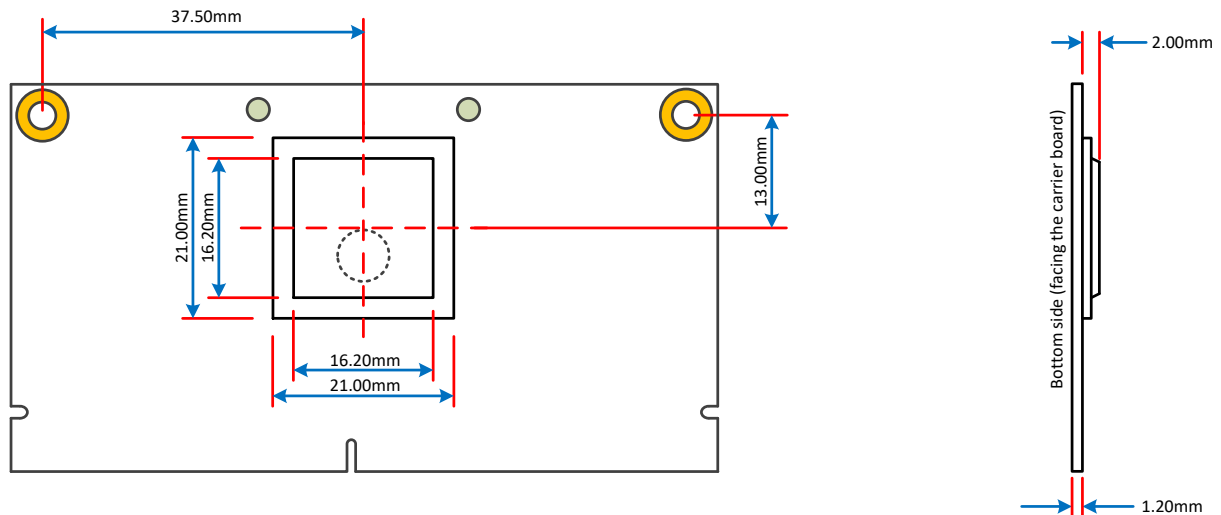 37.50mm
2.00mm
21.00mm
16.20mm
13.00mm
Bottom side (facing the carrier board)
16.20mm
21.00mm
1.20mm